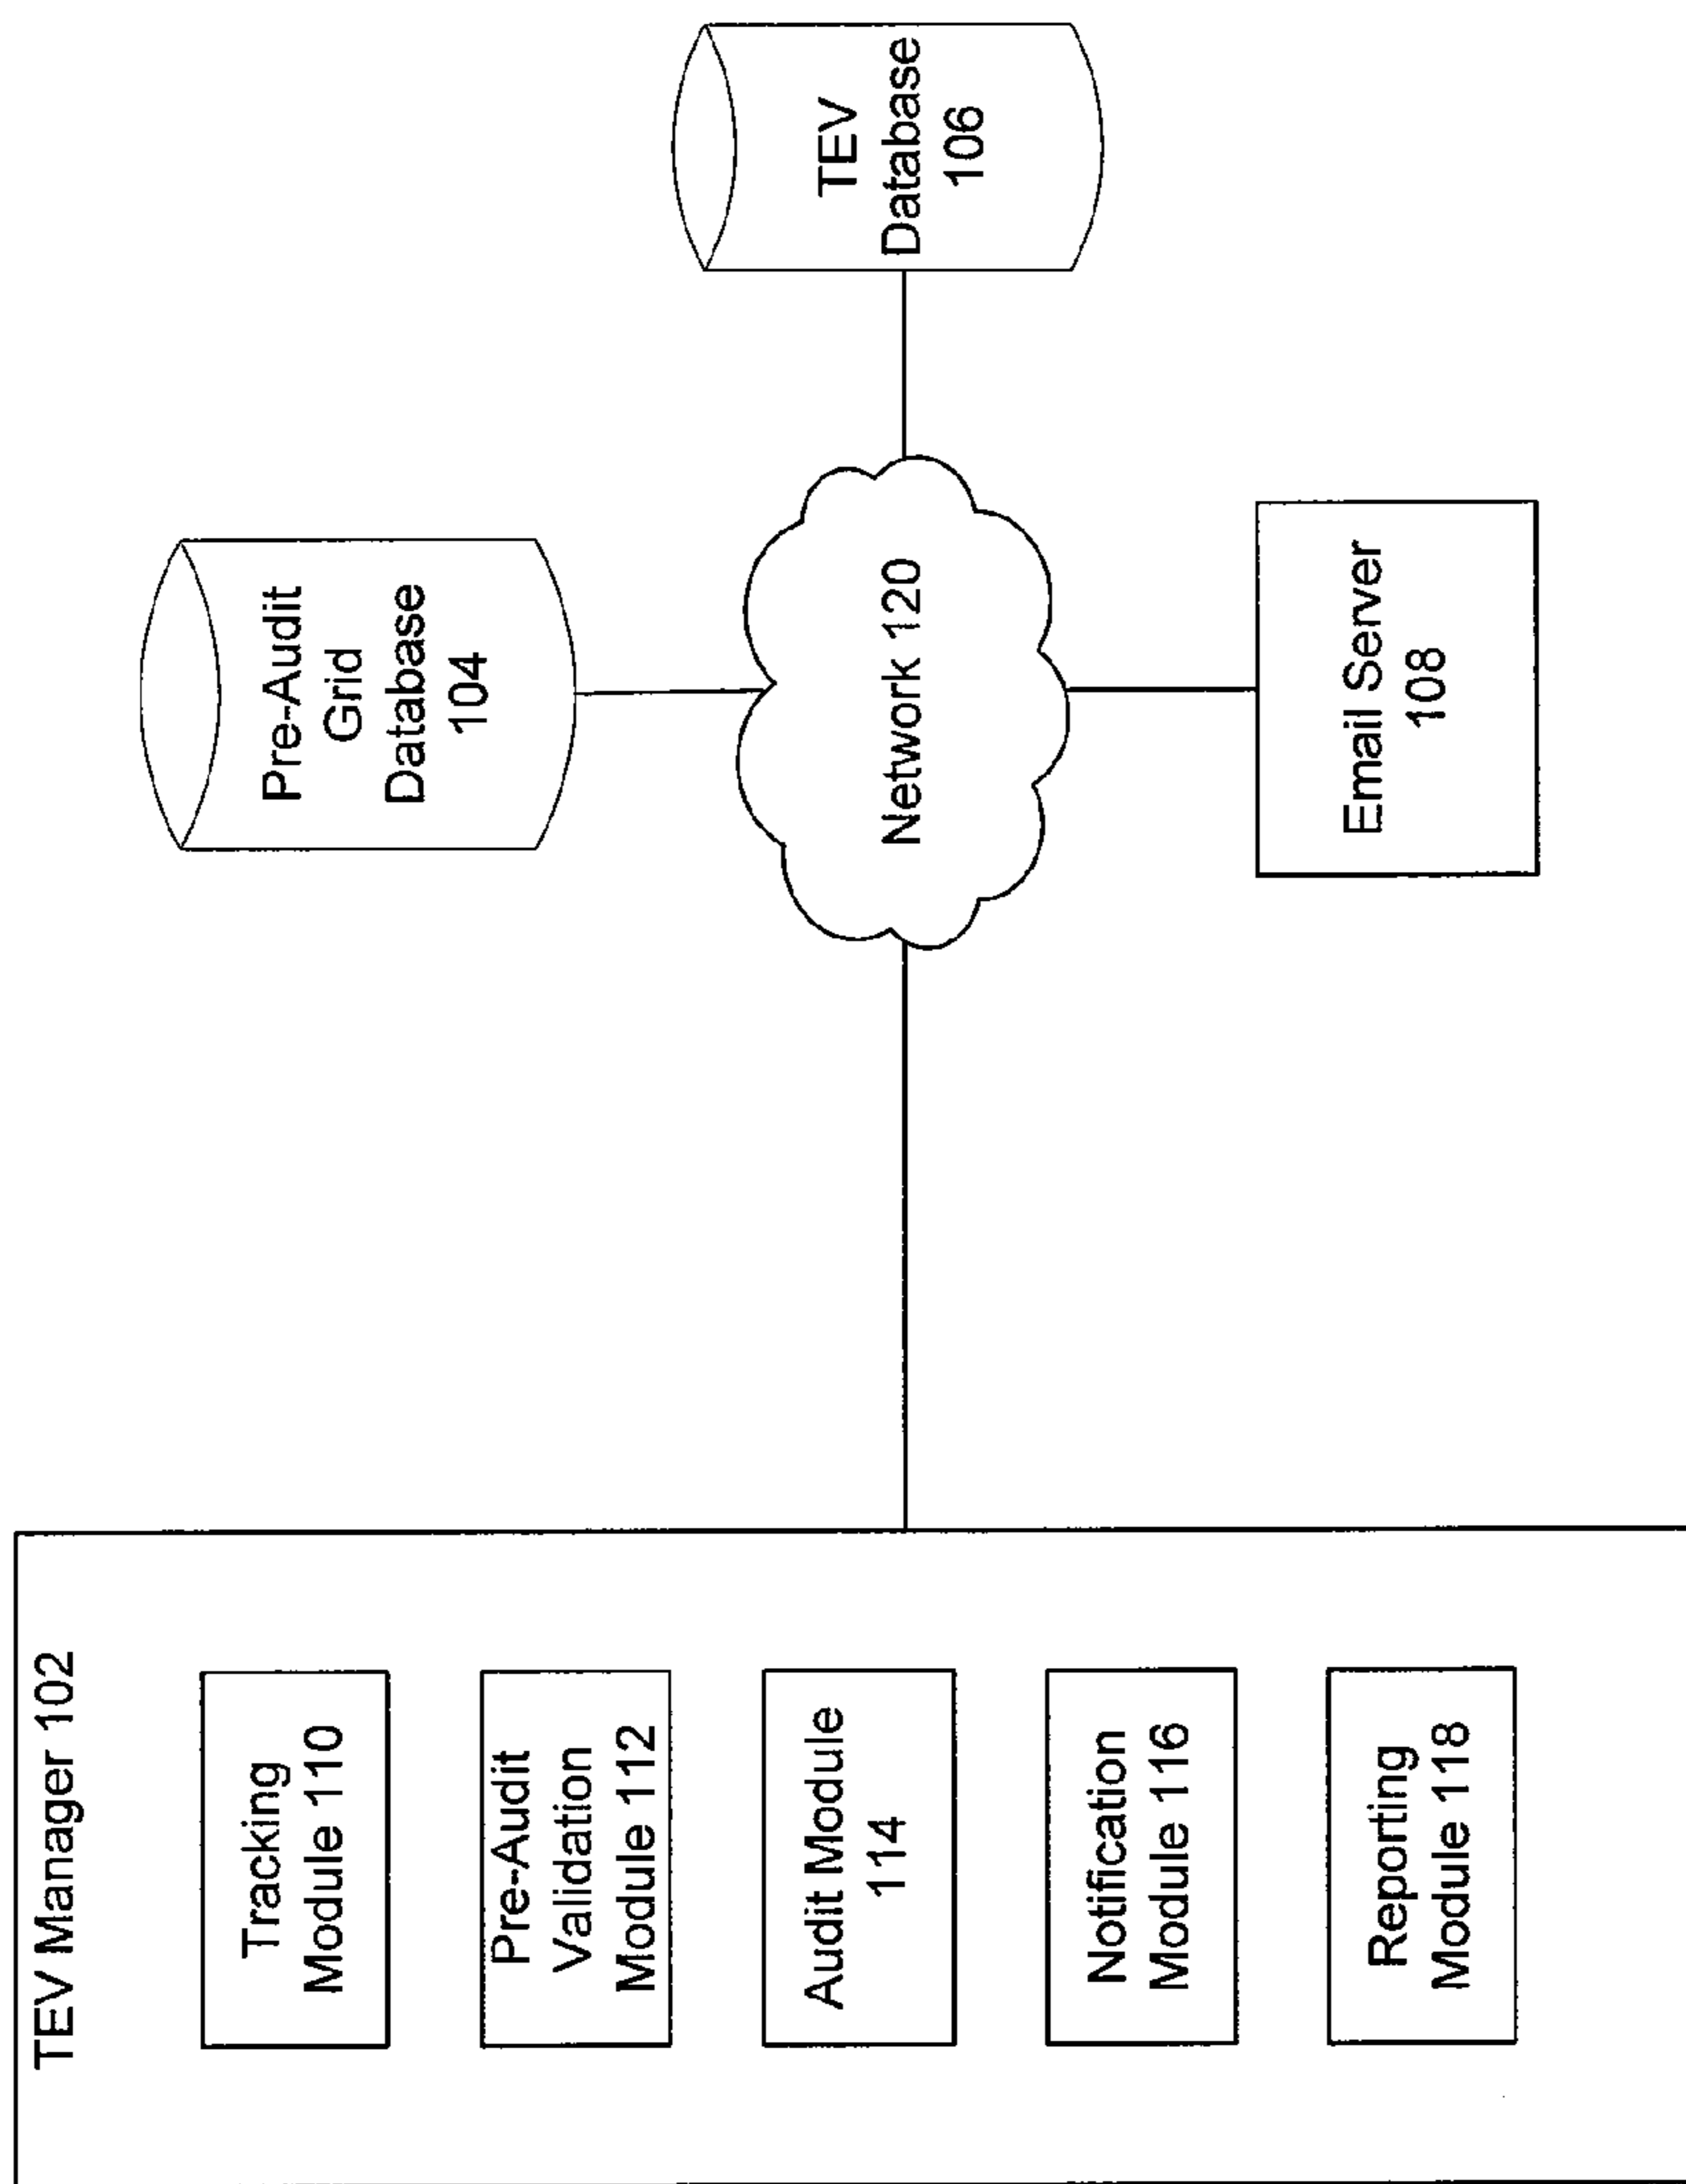 TEV Manager 102
Tracking
Module 110
Pre-Audit
Validation
Module 112
Audit Module
114
Notification
Module 116
Reporting
Module 118
Pre-Audit
Grid
Database
104
Network 120
Email Server
108
TEV
Database
106